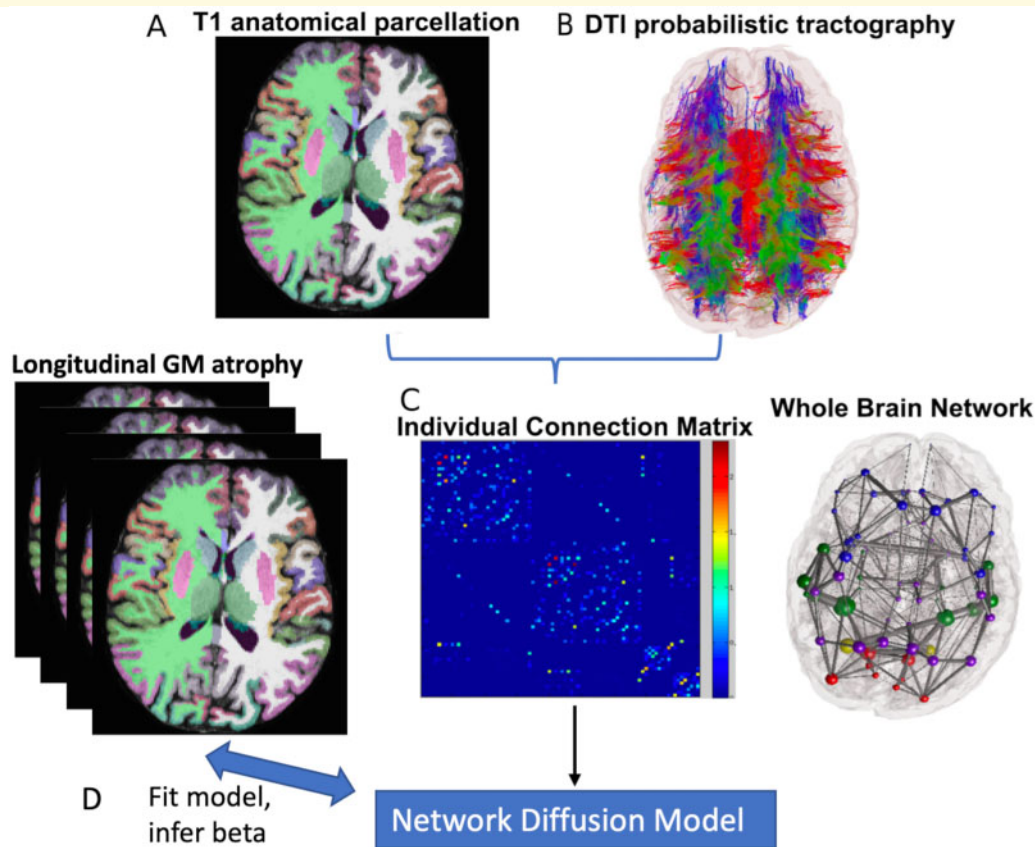 A T1 anatomical parcellation
B DTI probabilistic tractography
Longitudinal GM atrophy
C
Individual Connection Matrix
Whole Brain Network
D Fit model,
infer beta
Network Diffusion Model